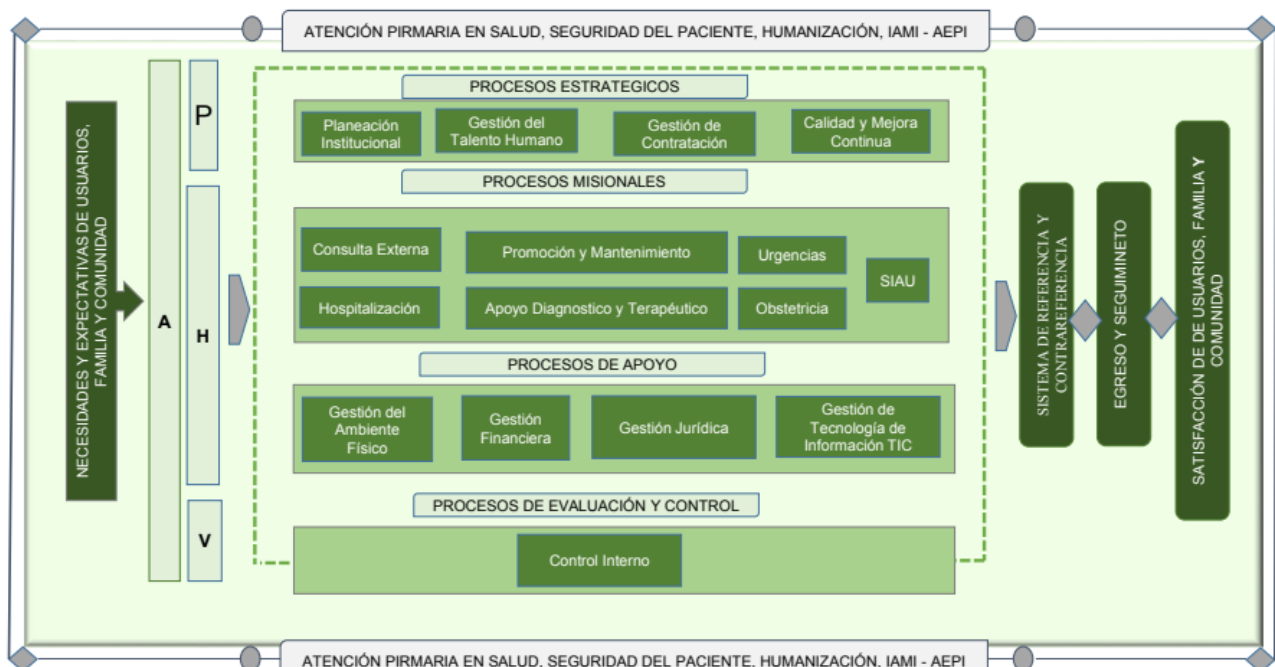 ATENCIÓN PIRMARIA EN SALUD, SEGURIDAD DEL PACIENTE, HUMANIZACIÓN, IAMI - AEPI
NECESIDADES Y EXPECTATIVAS DE USUARIOS,
FAMILIA Y COMUNIDAD
A
P
H
V
PROCESOS ESTRATEGICOS
Planeación
Institucional
Gestión del
Talento Humano
Gestión de
Contratación
Calidad y Mejora
Continua
PROCESOS MISIONALES
Consulta Externa
Promoción y Mantenimiento
Urgencias
SIAU
Hospitalización
Apoyo Diagnostico y Terapéutico
Obstetricia
PROCESOS DE APOYO
Gestión del
Ambiente
Físico
Gestión
Financiera
Gestión Jurídica
Gestión de
Tecnología de
Información TIC
PROCESOS DE EVALUACIÓN Y CONTROL
Control Interno
SISTEMA DE REFERENCIA Y
CONTRAREFERENCIA
EGRESO Y SEGUIMINETO
SATISFACCIÓN DE DE USUARIOS, FAMILIA Y
COMUNIDAD
ATENCIÓN PIRMARIA EN SALUD, SEGURIDAD DEL PACIENTE, HUMANIZACIÓN, IAMI - AEPI